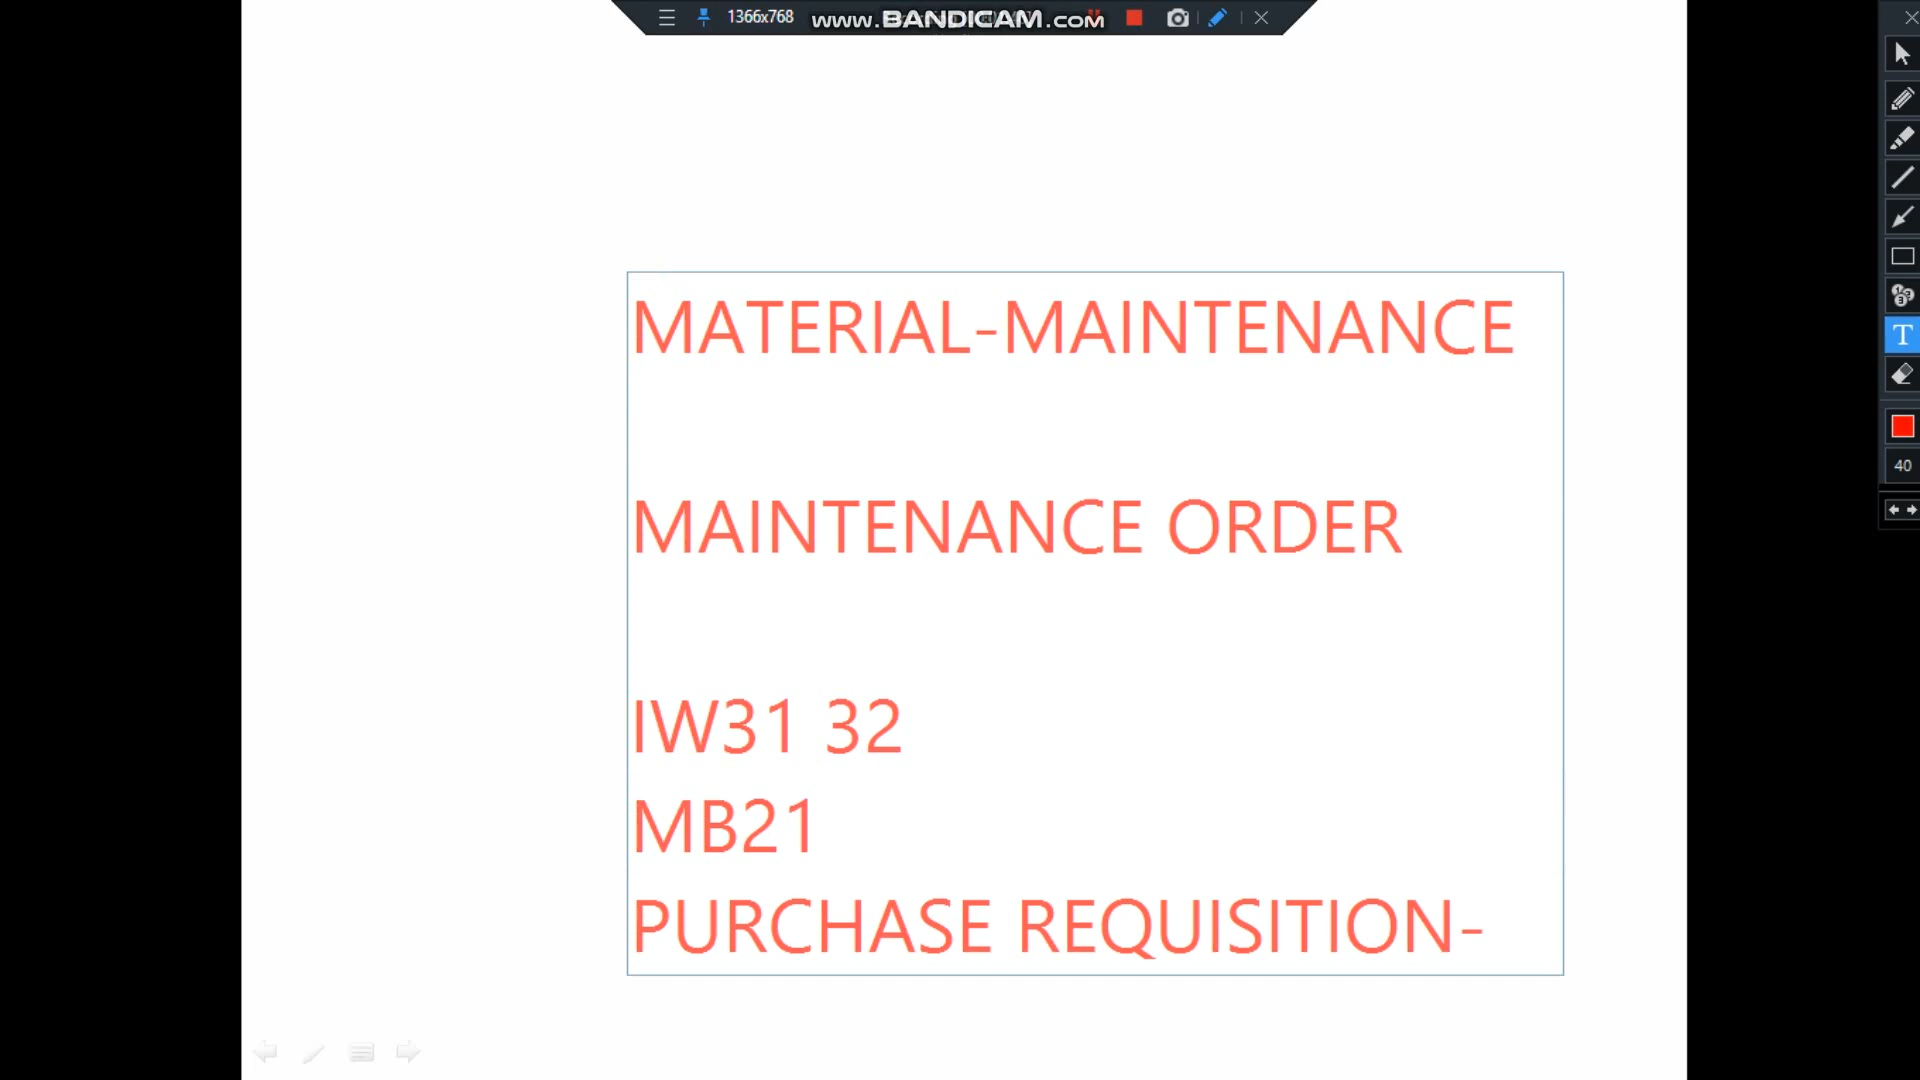 1366x768
www.BANDICAM.com
MATERIAL-MAINTENANCE
MAINTENANCE ORDER
IW31 32
MB21
PURCHASE REQUISITION-
T
40